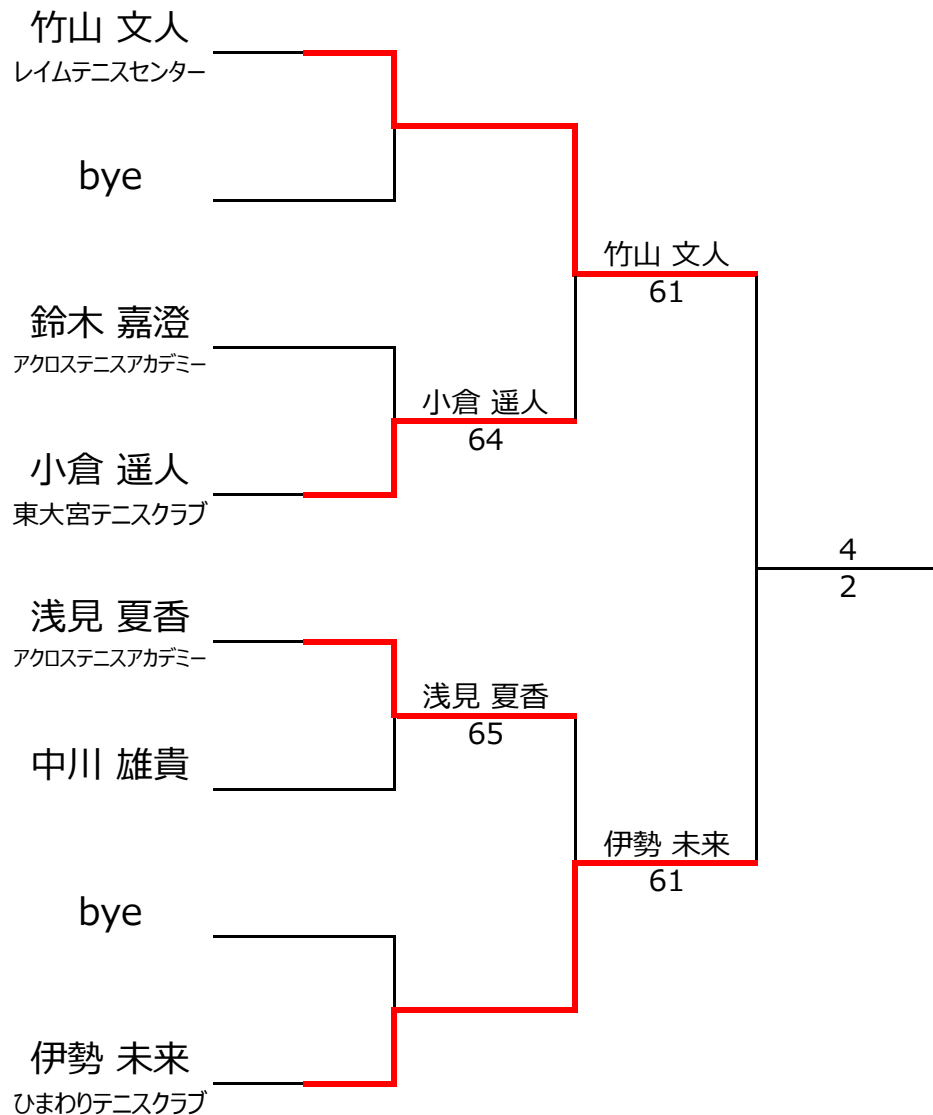 竹山 文人
レイムテニスセンター
bye
竹山 文人
61
鈴木 嘉澄
アクロステニスアカデミー
小倉 遥人
64
小倉 遥人
東大宮テニスクラブ
4
2
浅見 夏香
アクロステニスアカデミー
浅見 夏香
65
中川 雄貴
伊勢 未来
61
bye
伊勢 未来
ひまわりテニスクラブ